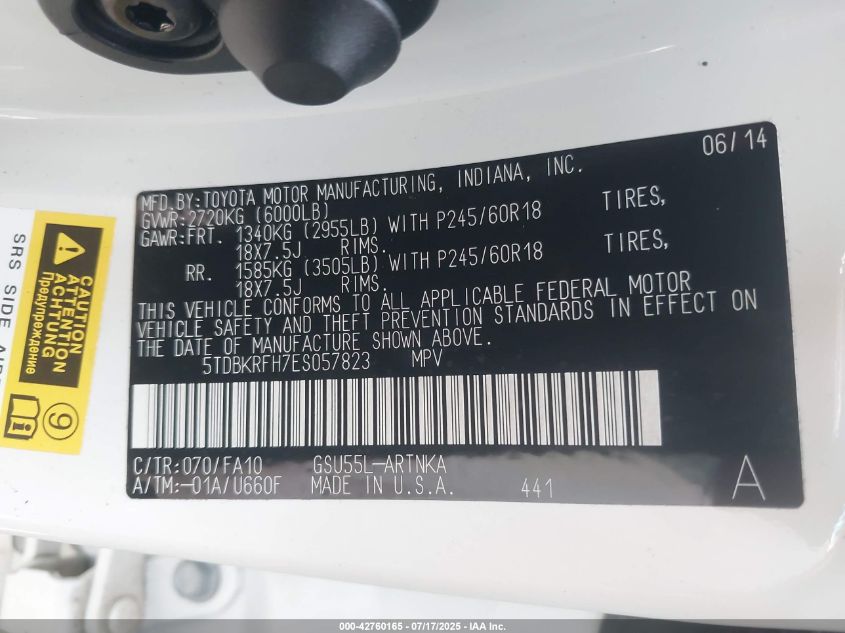 06/14
MFD.BY:TOYOTA MOTOR MANUFACTURING, INDIANA, INC.
GVWR:2720KG (6000LB)
GAWR:FRT. 1340KG (2955LB) WITH P245/60R18 TIRES,
18X7.5J RIMS.
RR. 1585KG (3505LB) WITH P245/60R18 TIRES,
18X7.5J RIMS.
THIS VEHICLE CONFORMS TO ALL APPLICABLE FEDERAL MOTOR
VEHICLE SAFETY AND THEFT PREVENTION STANDARDS IN EFFECT ON
THE DATE OF MANUFACTURE SHOWN ABOVE.
5TDBKRFH7ES057823 MPV
C/TR:070/FA10 GSU55L-ARTNKA
A/TM:-01A/U660F MADE IN U.S.A. 441 A
CAUTION
ATTENTION
ACHTUNG
Предупреждение
9
SRS SIDE
000-42760165 - 07/17/2025 - IAA Inc.